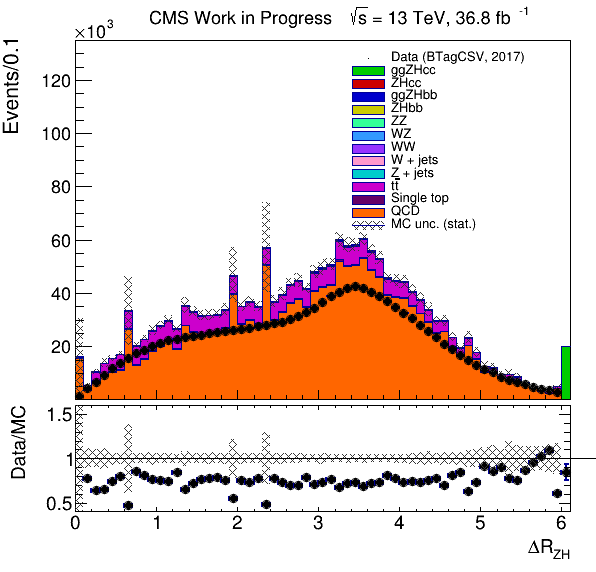 CMS Work in Progress √s = 13 TeV, 36.8 fb⁻¹
×10³
Events/0.1
120
100
80
60
40
20
Data (BTagCSV, 2017)
ggZHcc
ZHcc
ggZHbb
ZHbb
ZZ
WZ
WW
W + jets
Z + jets
tt̅
Single top
QCD
MC unc. (stat.)
Data/MC
1.5
1
0.5
0 1 2 3 4 5 6
ΔR_ZH